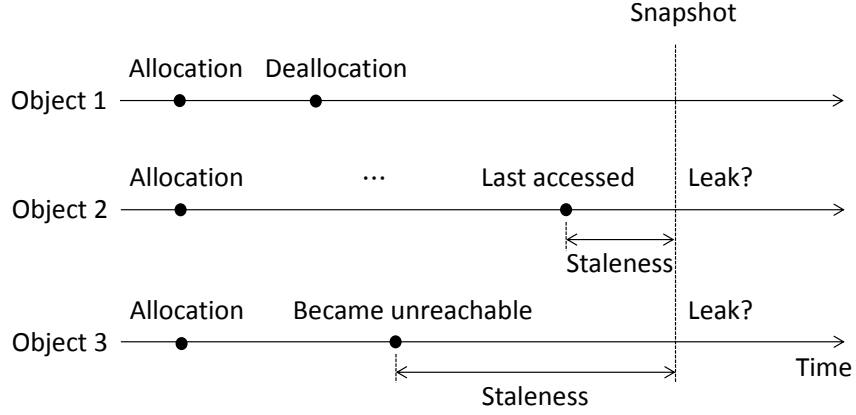 Snapshot
Allocation Deallocation
Object 1
Allocation ... Last accessed Leak?
Object 2
Staleness
Allocation Became unreachable Leak?
Object 3
Time
Staleness